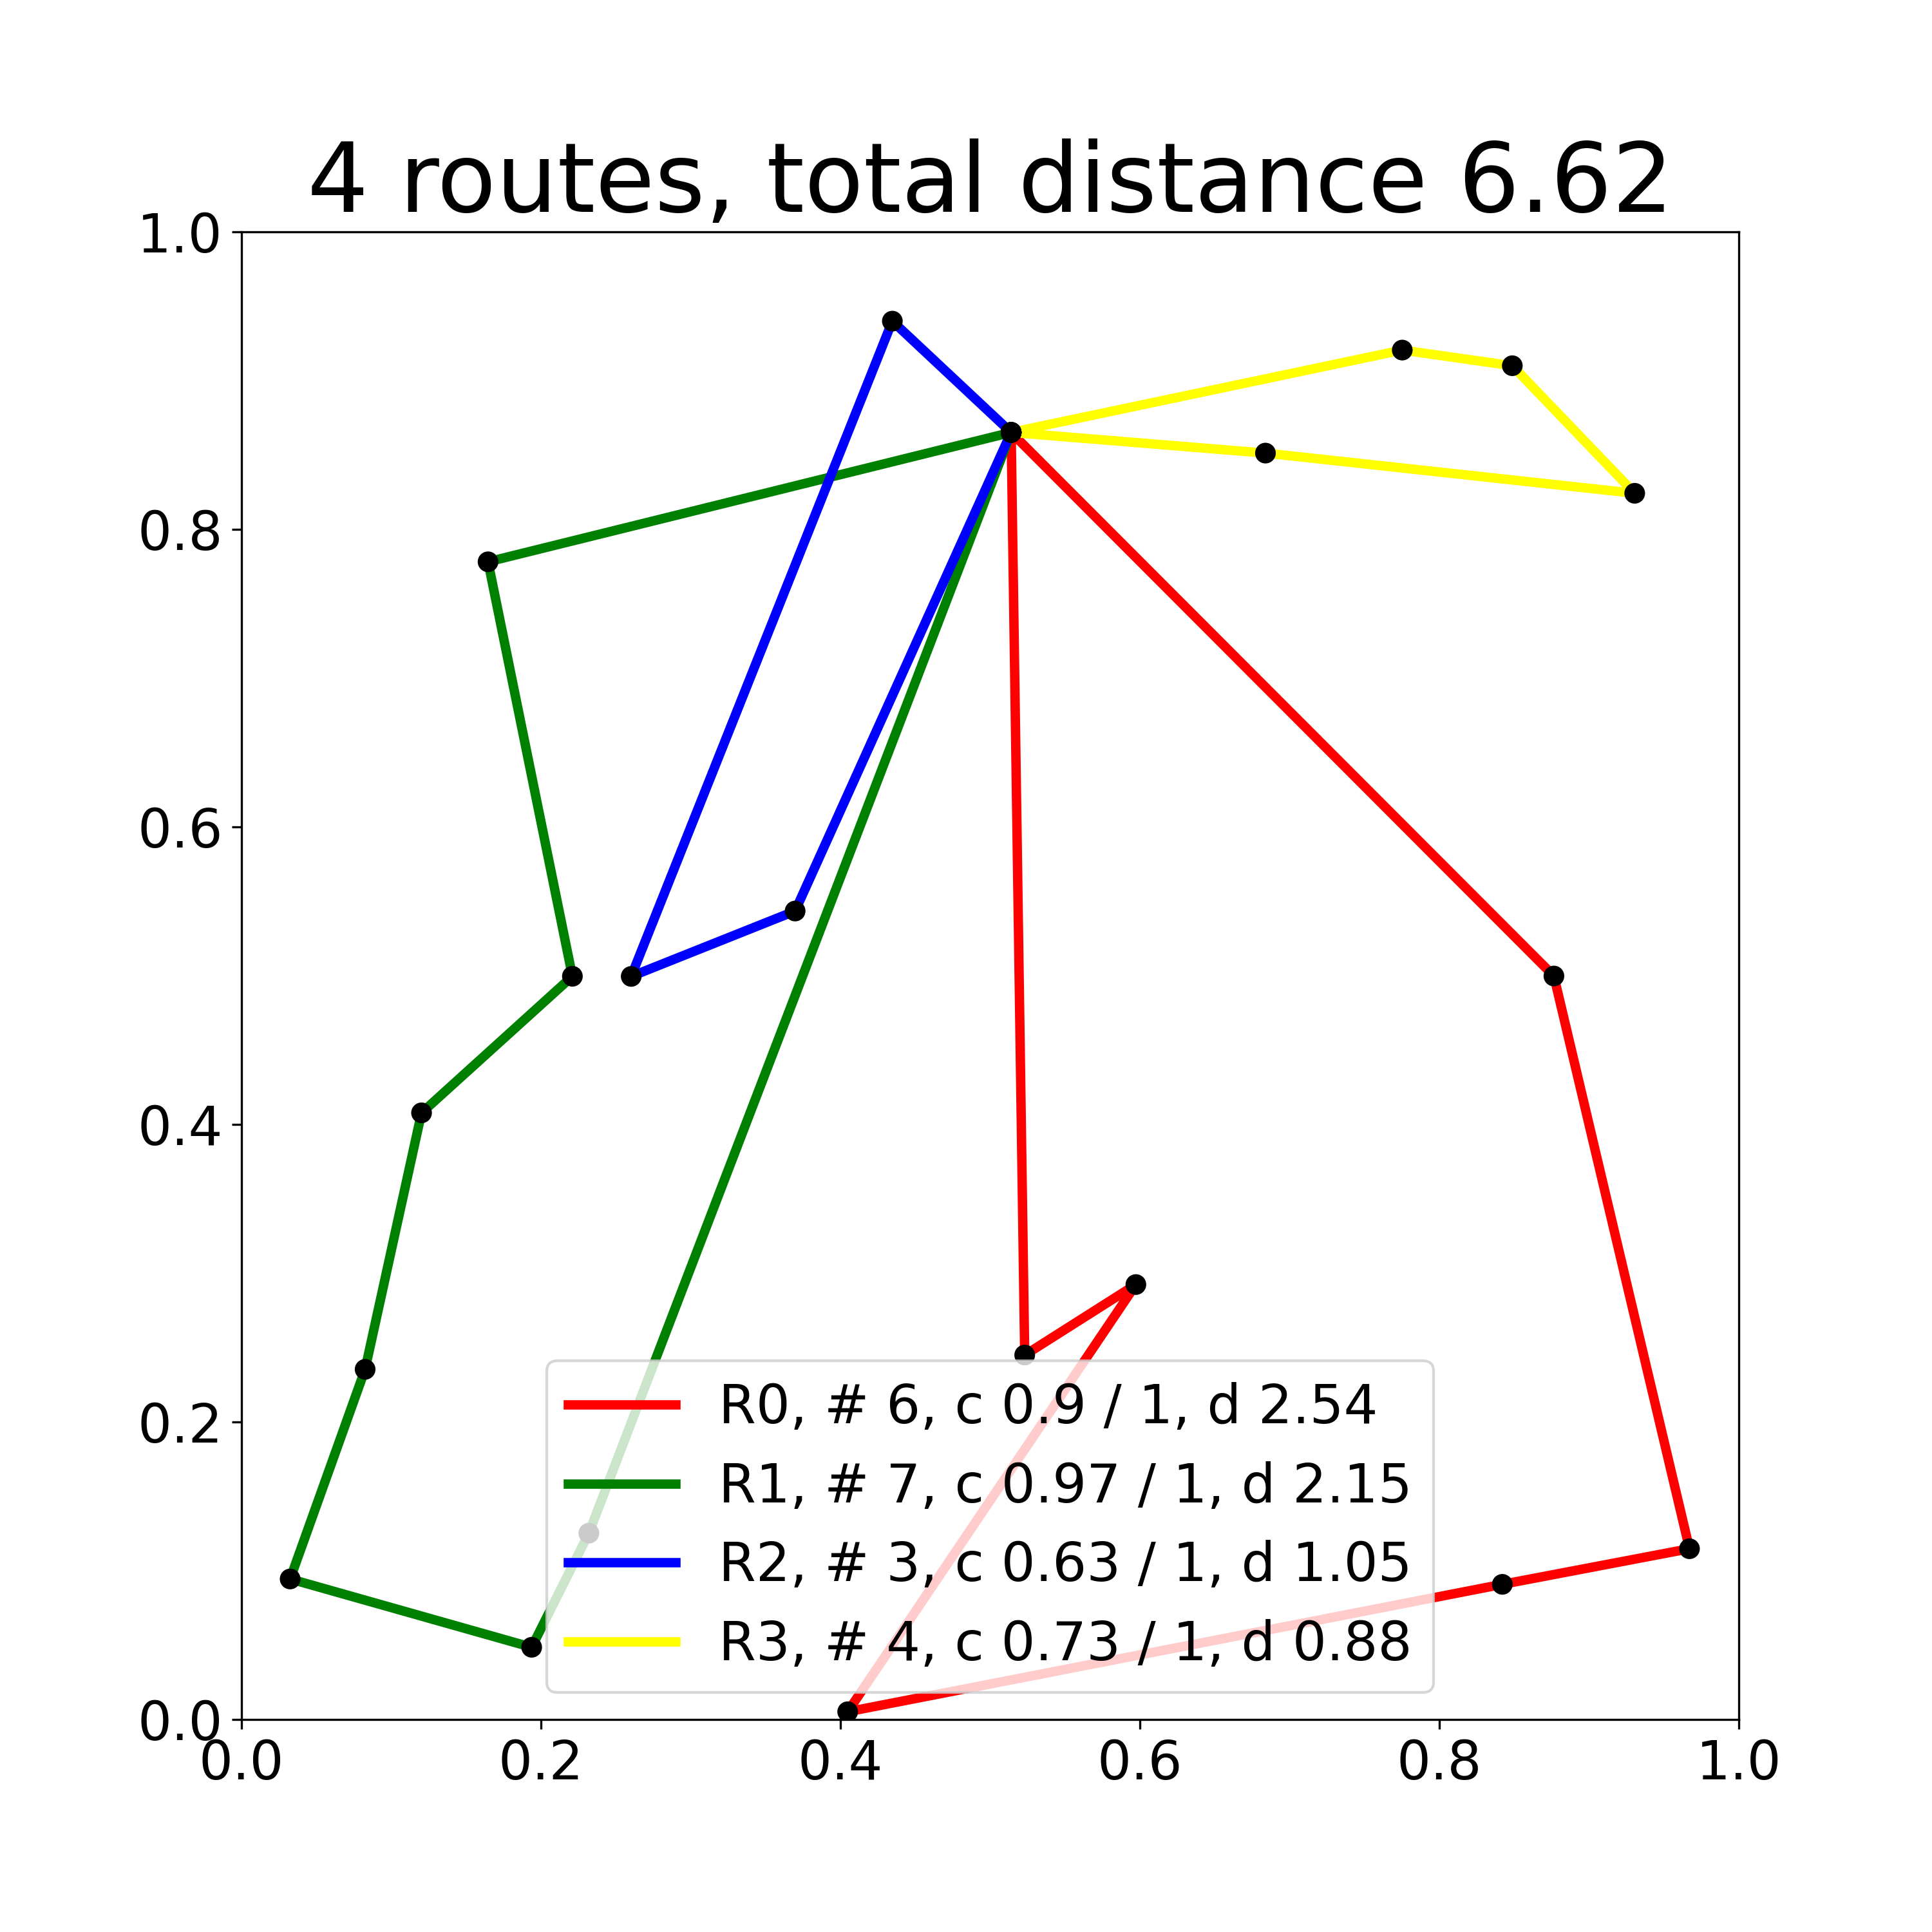 4 routes, total distance 6.62
1.0
0.8
0.6
0.4
0.2
0.0
R0, # 6, c 0.9 / 1, d 2.54
R1, # 7, c 0.97 / 1, d 2.15
R2, # 3, c 0.63 / 1, d 1.05
R3, # 4, c 0.73 / 1, d 0.88
0.0 0.2 0.4 0.6 0.8 1.0